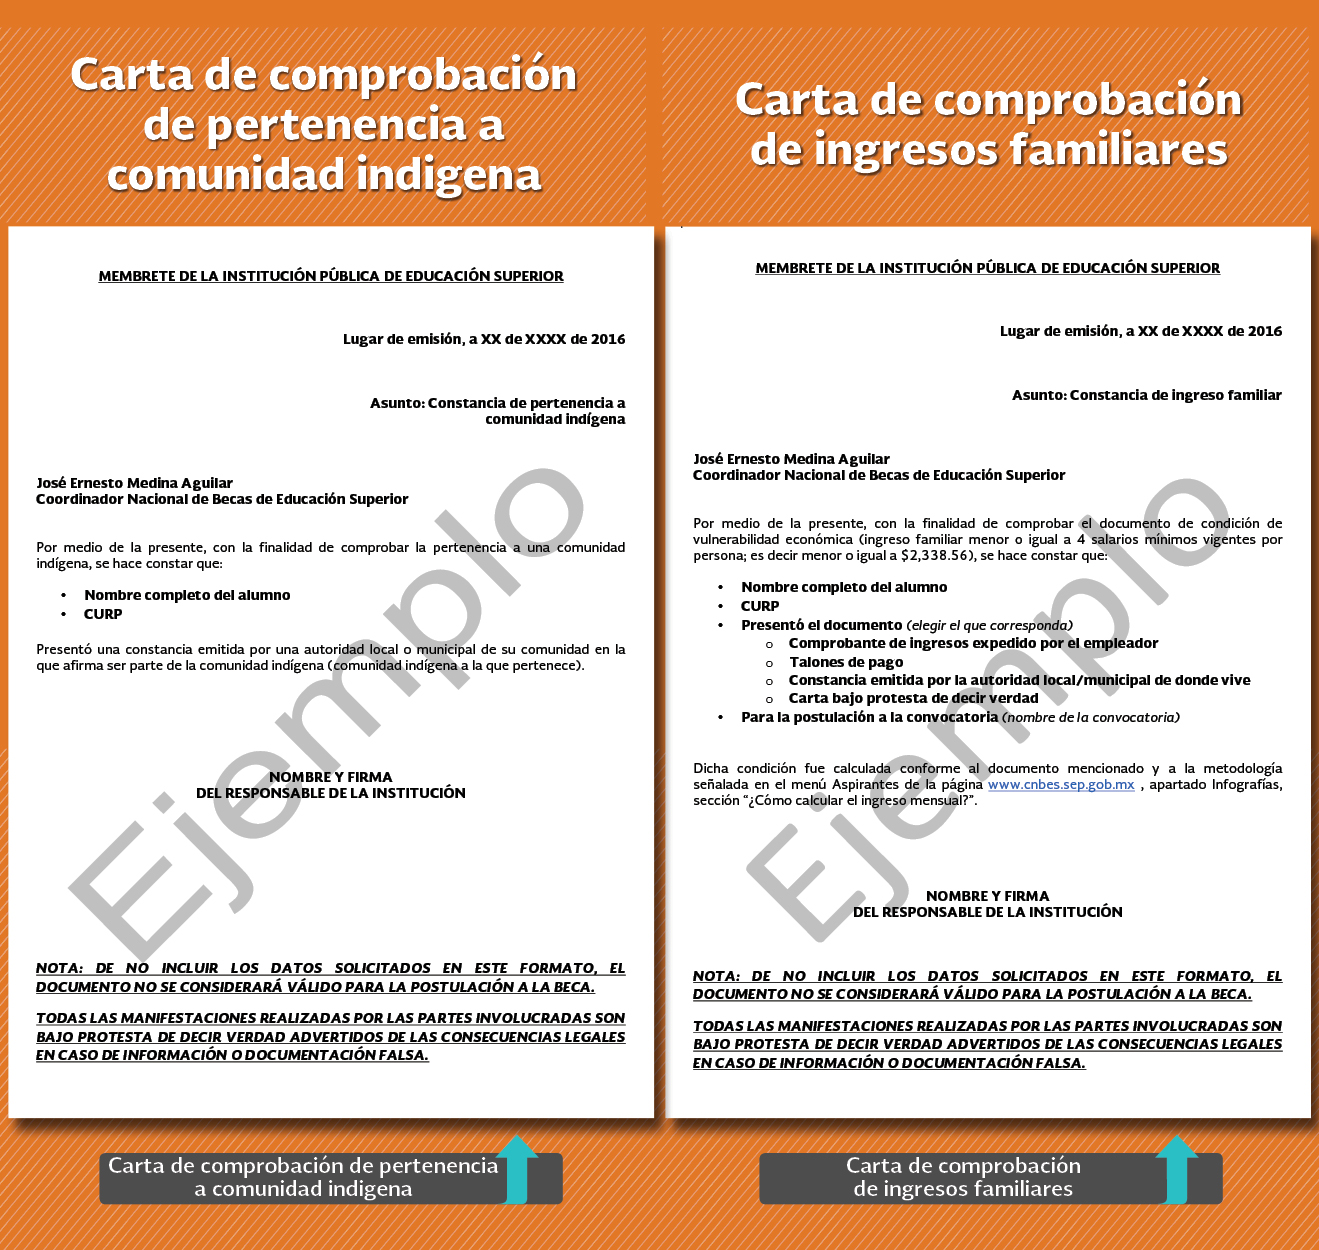 Carta de comprobación
de pertenencia a
comunidad indigena
MEMBRETE DE LA INSTITUCIÓN PÚBLICA DE EDUCACIÓN SUPERIOR
Lugar de emisión, a XX de XXXX de 2016
Asunto: Constancia de pertenencia a
comunidad indígena
José Ernesto Medina Aguilar
Coordinador Nacional de Becas de Educación Superior
Por medio de la presente, con la finalidad de comprobar la pertenencia a una comunidad
indígena, se hace constar que:
• Nombre completo del alumno
• CURP
Presentó una constancia emitida por una autoridad local o municipal de su comunidad en la
que afirma ser parte de la comunidad indígena (comunidad indígena a la que pertenece).
NOMBRE Y FIRMA
DEL RESPONSABLE DE LA INSTITUCIÓN
NOTA: DE NO INCLUIR LOS DATOS SOLICITADOS EN ESTE FORMATO, EL
DOCUMENTO NO SE CONSIDERARÁ VÁLIDO PARA LA POSTULACIÓN A LA BECA.
TODAS LAS MANIFESTACIONES REALIZADAS POR LAS PARTES INVOLUCRADAS SON
BAJO PROTESTA DE DECIR VERDAD ADVERTIDOS DE LAS CONSECUENCIAS LEGALES
EN CASO DE INFORMACIÓN O DOCUMENTACIÓN FALSA.
Ejemplo
Carta de comprobación de pertenencia
a comunidad indigena
Carta de comprobación
de ingresos familiares
MEMBRETE DE LA INSTITUCIÓN PÚBLICA DE EDUCACIÓN SUPERIOR
Lugar de emisión, a XX de XXXX de 2016
Asunto: Constancia de ingreso familiar
José Ernesto Medina Aguilar
Coordinador Nacional de Becas de Educación Superior
Por medio de la presente, con la finalidad de comprobar el documento de condición de
vulnerabilidad económica (ingreso familiar menor o igual a 4 salarios mínimos vigentes por
persona; es decir menor o igual a $2,338.56), se hace constar que:
• Nombre completo del alumno
• CURP
• Presentó el documento (elegir el que corresponda)
o Comprobante de ingresos expedido por el empleador
o Talones de pago
o Constancia emitida por la autoridad local/municipal de donde vive
o Carta bajo protesta de decir verdad
• Para la postulación a la convocatoria (nombre de la convocatoria)
Dicha condición fue calculada conforme al documento mencionado y a la metodología
señalada en el menú Aspirantes de la página www.cnbes.sep.gob.mx , apartado Infografías,
sección “¿Cómo calcular el ingreso mensual?”.
NOMBRE Y FIRMA
DEL RESPONSABLE DE LA INSTITUCIÓN
NOTA: DE NO INCLUIR LOS DATOS SOLICITADOS EN ESTE FORMATO, EL
DOCUMENTO NO SE CONSIDERARÁ VÁLIDO PARA LA POSTULACIÓN A LA BECA.
TODAS LAS MANIFESTACIONES REALIZADAS POR LAS PARTES INVOLUCRADAS SON
BAJO PROTESTA DE DECIR VERDAD ADVERTIDOS DE LAS CONSECUENCIAS LEGALES
EN CASO DE INFORMACIÓN O DOCUMENTACIÓN FALSA.
Ejemplo
Carta de comprobación
de ingresos familiares